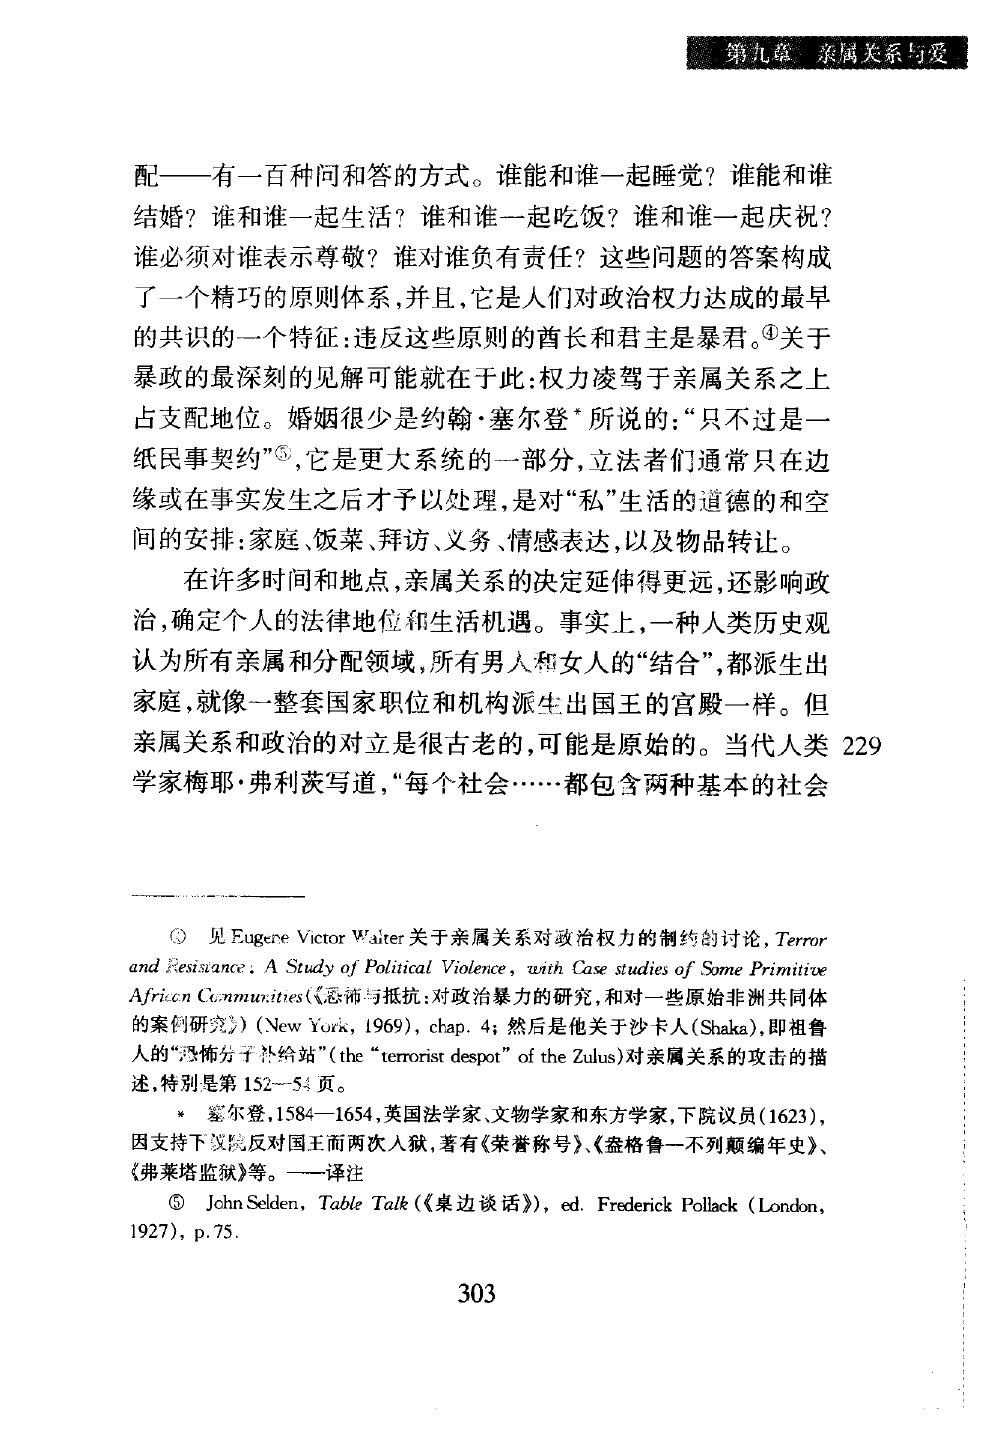 第九章 亲属关系与爱
配——有一百种问和答的方式。谁能和谁一起睡觉？谁能和谁
结婚？谁和谁一起生活？谁和谁一起吃饭？谁和谁一起庆祝？
谁必须对谁表示尊敬？谁对谁负有责任？这些问题的答案构成
了一个精巧的原则体系,并且,它是人们对政治权力达成的最早
的共识的一个特征:违反这些原则的酋长和君主是暴君。④关于
暴政的最深刻的见解可能就在于此:权力凌驾于亲属关系之上
占支配地位。婚姻很少是约翰·塞尔登*所说的:“只不过是一
纸民事契约”⑤,它是更大系统的一部分,立法者们通常只在边
缘或在事实发生之后才予以处理,是对“私”生活的道德的和空
间的安排:家庭、饭菜、拜访、义务、情感表达,以及物品转让。
在许多时间和地点,亲属关系的决定延伸得更远,还影响政
治,确定个人的法律地位和生活机遇。事实上,一种人类历史观
认为所有亲属和分配领域,所有男人和女人的“结合”,都派生出
家庭,就像一整套国家职位和机构派生出国王的宫殿一样。但
亲属关系和政治的对立是很古老的,可能是原始的。当代人类 229
学家梅耶·弗利茨写道,“每个社会……都包含两种基本的社会
见 Eugene Victor Walter 关于亲属关系对政治权力的制约的讨论, Terror
and Resistance: A Study of Political Violence, with Case studies of Some Primitive
African Communities(《恐怖与抵抗:对政治暴力的研究,和对一些原始非洲共同体
的案例研究》) (New York, 1969), chap. 4; 然后是他关于沙卡人(Shaka),即祖鲁
人的“恐怖分子补给站”(the “terrorist despot” of the Zulus)对亲属关系的攻击的描
述,特别是第 152—54 页。
* 塞尔登,1584—1654,英国法学家、文物学家和东方学家,下院议员(1623),
因支持下议院反对国王而两次入狱,著有《荣誉称号》、《盎格鲁—不列颠编年史》、
《弗莱塔监狱》等。——译注
⑤ John Selden, Table Talk (《桌边谈话》), ed. Frederick Pollack (London,
1927), p.75.
303